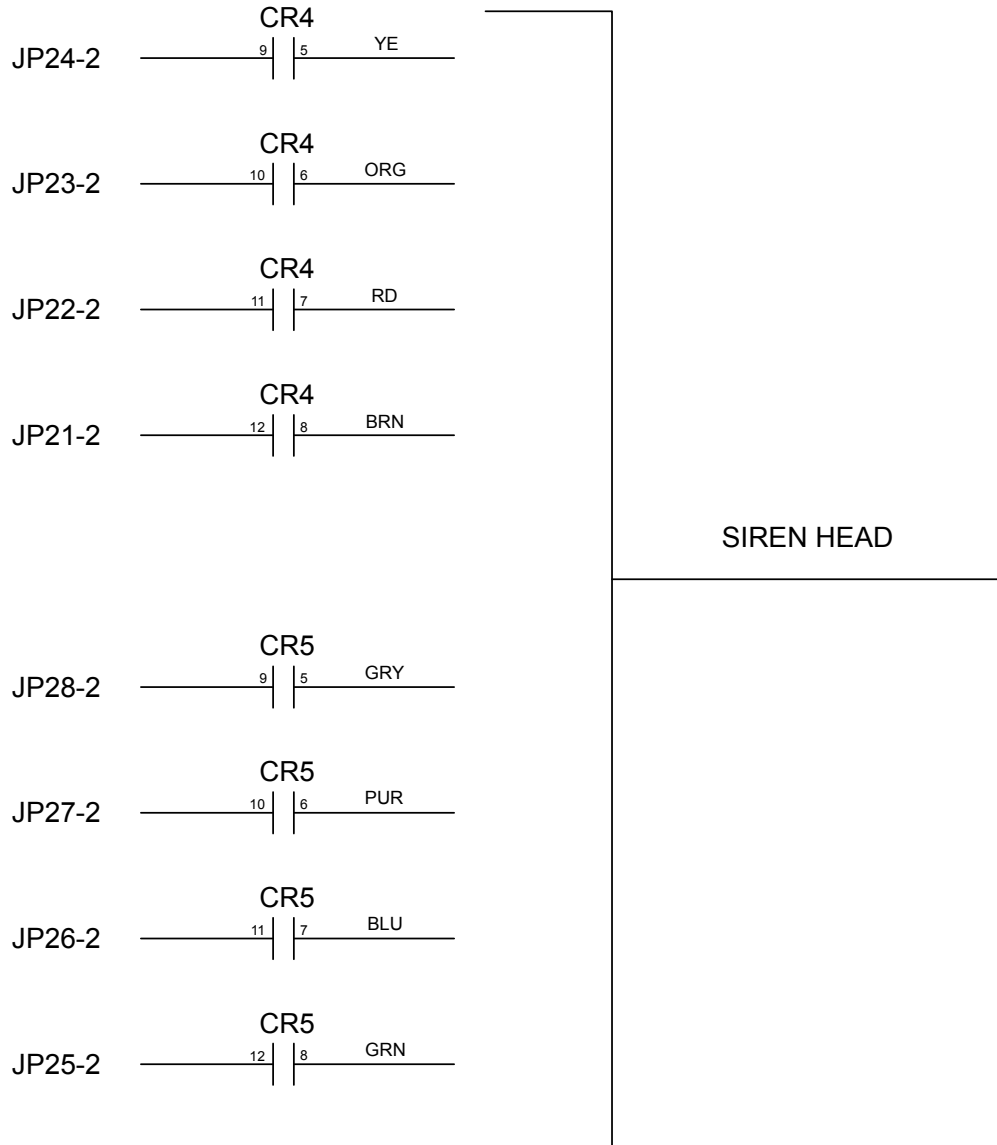 CR4
JP24-2 9 5 YE
CR4
JP23-2 10 6 ORG
CR4
JP22-2 11 7 RD
CR4
JP21-2 12 8 BRN
SIREN HEAD
CR5
JP28-2 9 5 GRY
CR5
JP27-2 10 6 PUR
CR5
JP26-2 11 7 BLU
CR5
JP25-2 12 8 GRN